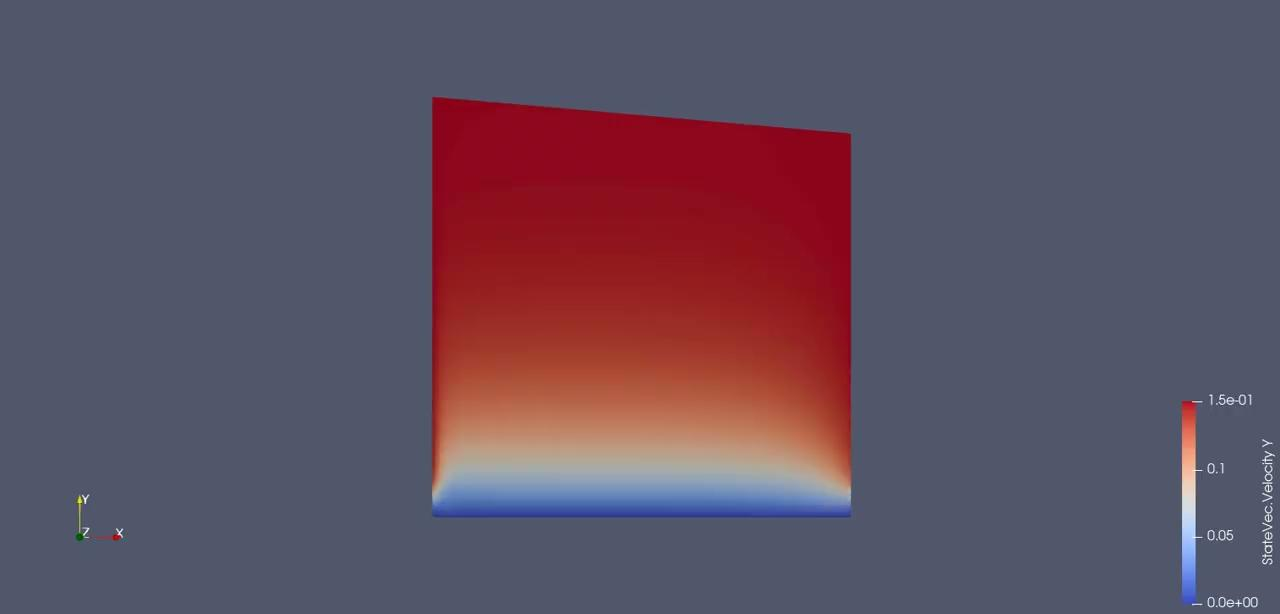 1.5e-01
0.1
0.05
0.0e+00
StateVec.Velocity Y
Y
Z
X